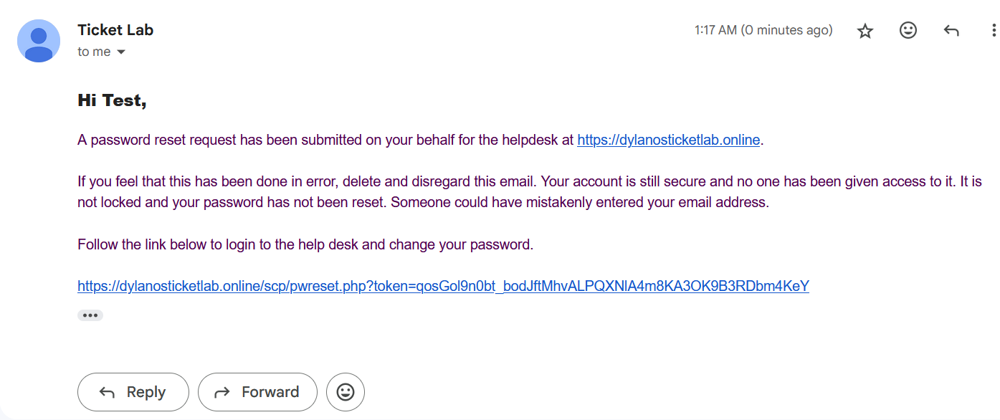 Ticket Lab
1:17 AM (0 minutes ago)
to me
Hi Test,
A password reset request has been submitted on your behalf for the helpdesk at https://dylanosticketlab.online.
If you feel that this has been done in error, delete and disregard this email. Your account is still secure and no one has been given access to it. It is
not locked and your password has not been reset. Someone could have mistakenly entered your email address.
Follow the link below to login to the help desk and change your password.
https://dylanosticketlab.online/scp/pwreset.php?token=qosGol9n0bt_bodJftMhvALPQXNlA4m8KA3OK9B3RDbm4KeY
Reply
Forward